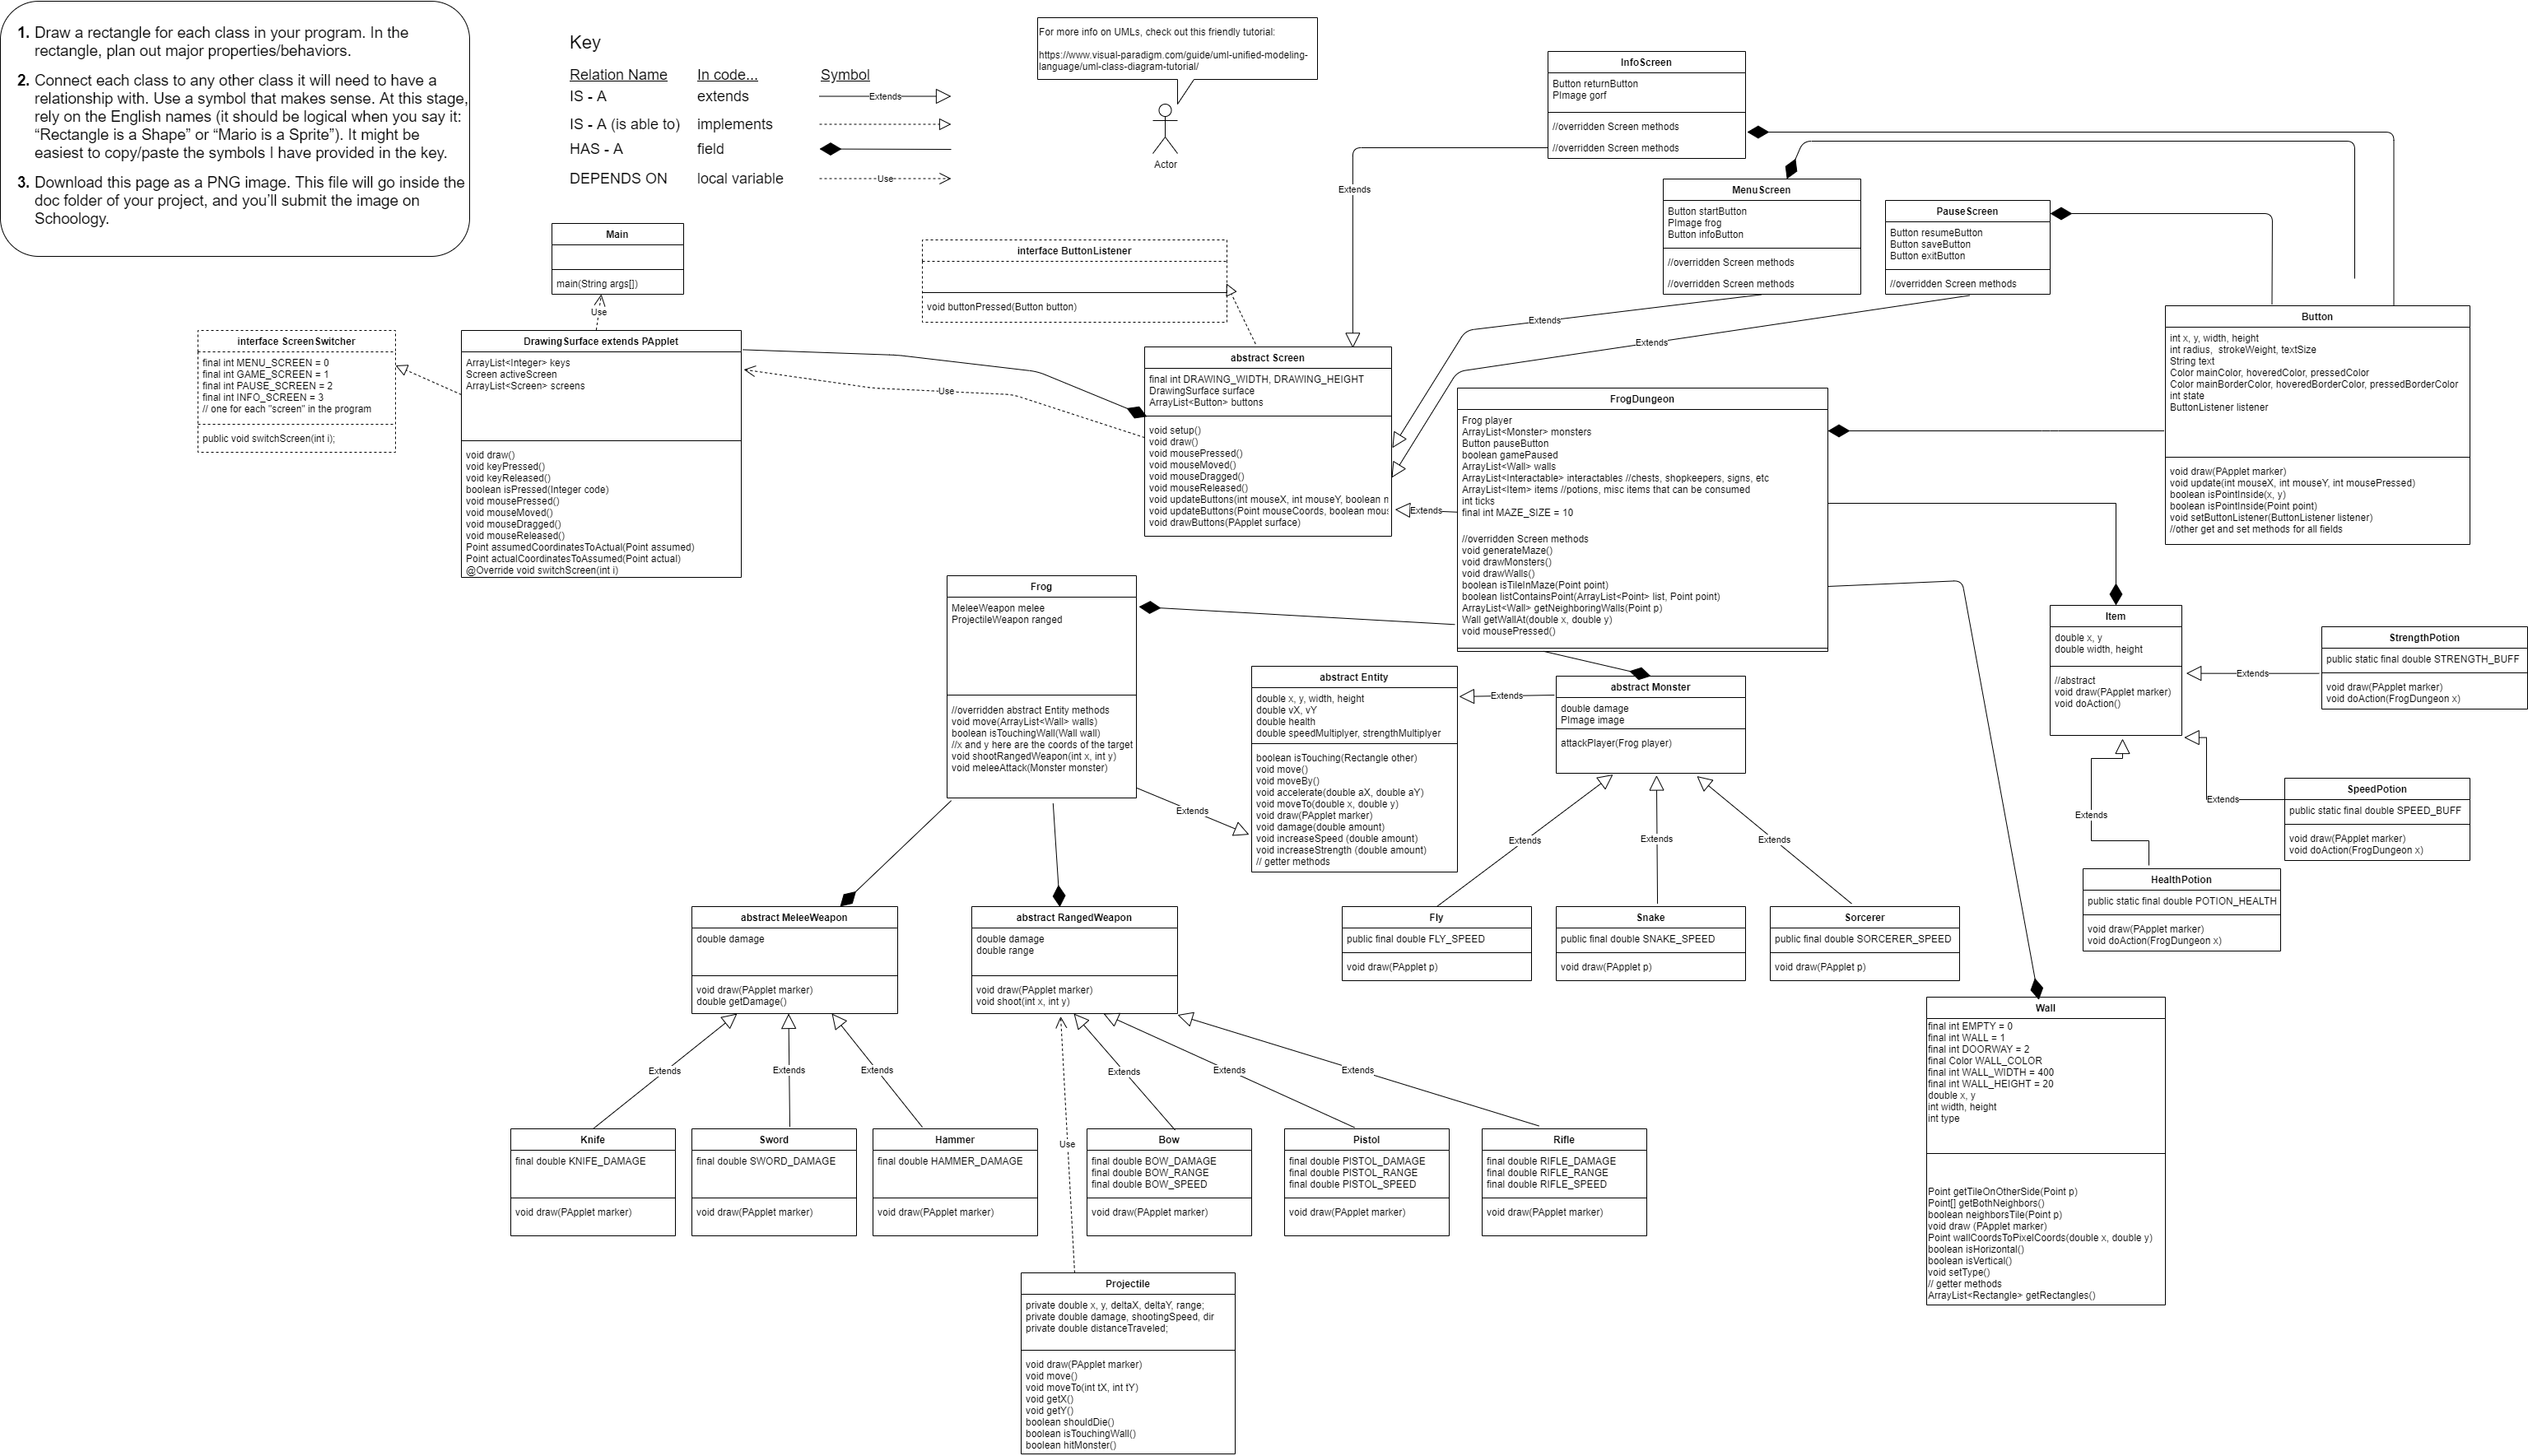 1. Draw a rectangle for each class in your program. In the
rectangle, plan out major properties/behaviors.
2. Connect each class to any other class it will need to have a
relationship with. Use a symbol that makes sense. At this stage,
rely on the English names (it should be logical when you say it:
“Rectangle is a Shape” or “Mario is a Sprite”). It might be
easiest to copy/paste the symbols I have provided in the key.
3. Download this page as a PNG image. This file will go inside the
doc folder of your project, and you’ll submit the image on
Schoology.
Key
Relation Name In code... Symbol
IS - A extends Extends
IS - A (is able to) implements
HAS - A field
DEPENDS ON local variable Use
For more info on UMLs, check out this friendly tutorial:
https://www.visual-paradigm.com/guide/uml-unified-modeling-
language/uml-class-diagram-tutorial/
Actor
InfoScreen
Button returnButton
PImage gorf
//overridden Screen methods
//overridden Screen methods
Extends
MenuScreen
Button startButton
PImage frog
Button infoButton
//overridden Screen methods
//overridden Screen methods
Extends
PauseScreen
Button resumeButton
Button saveButton
Button exitButton
//overridden Screen methods
Extends
Main
main(String args[])
Use
interface ButtonListener
void buttonPressed(Button button)
interface ScreenSwitcher
final int MENU_SCREEN = 0
final int GAME_SCREEN = 1
final int PAUSE_SCREEN = 2
final int INFO_SCREEN = 3
// one for each "screen" in the program
public void switchScreen(int i);
DrawingSurface extends PApplet
ArrayList<Integer> keys
Screen activeScreen
ArrayList<Screen> screens
void draw()
void keyPressed()
void keyReleased()
boolean isPressed(Integer code)
void mousePressed()
void mouseMoved()
void mouseDragged()
void mouseReleased()
Point assumedCoordinatesToActual(Point assumed)
Point actualCoordinatesToAssumed(Point actual)
@Override void switchScreen(int i)
Use
abstract Screen
final int DRAWING_WIDTH, DRAWING_HEIGHT
DrawingSurface surface
ArrayList<Button> buttons
void setup()
void draw()
void mousePressed()
void mouseMoved()
void mouseDragged()
void mouseReleased()
void updateButtons(int mouseX, int mouseY, boolean m
void updateButtons(Point mouseCoords, boolean mous
void drawButtons(PApplet surface)
Extends
FrogDungeon
Frog player
ArrayList<Monster> monsters
Button pauseButton
boolean gamePaused
ArrayList<Wall> walls
ArrayList<Interactable> interactables //chests, shopkeepers, signs, etc
ArrayList<Item> items //potions, misc items that can be consumed
int ticks
final int MAZE_SIZE = 10
//overridden Screen methods
void generateMaze()
void drawMonsters()
void drawWalls()
boolean isTileInMaze(Point point)
boolean listContainsPoint(ArrayList<Point> list, Point point)
ArrayList<Wall> getNeighboringWalls(Point p)
Wall getWallAt(double x, double y)
void mousePressed()
Button
int x, y, width, height
int radius,  strokeWeight, textSize
String text
Color mainColor, hoveredColor, pressedColor
Color mainBorderColor, hoveredBorderColor, pressedBorderColor
int state
ButtonListener listener
void draw(PApplet marker)
void update(int mouseX, int mouseY, int mousePressed)
boolean isPointInside(x, y)
boolean isPointInside(Point point)
void setButtonListener(ButtonListener listener)
//other get and set methods for all fields
Frog
MeleeWeapon melee
ProjectileWeapon ranged
//overridden abstract Entity methods
void move(ArrayList<Wall> walls)
boolean isTouchingWall(Wall wall)
//x and y here are the coords of the target
void shootRangedWeapon(int x, int y)
void meleeAttack(Monster monster)
Extends
abstract Entity
double x, y, width, height
double vX, vY
double health
double speedMultiplyer, strengthMultiplyer
boolean isTouching(Rectangle other)
void move()
void moveBy()
void accelerate(double aX, double aY)
void moveTo(double x, double y)
void draw(PApplet marker)
void damage(double amount)
void increaseSpeed (double amount)
void increaseStrength (double amount)
// getter methods
Extends
abstract Monster
double damage
PImage image
attackPlayer(Frog player)
Extends
Extends
Extends
Item
double x, y
double width, height
//abstract
void draw(PApplet marker)
void doAction()
Extends
StrengthPotion
public static final double STRENGTH_BUFF
void draw(PApplet marker)
void doAction(FrogDungeon x)
Extends
SpeedPotion
public static final double SPEED_BUFF
void draw(PApplet marker)
void doAction(FrogDungeon x)
Extends
HealthPotion
public static final double POTION_HEALTH
void draw(PApplet marker)
void doAction(FrogDungeon x)
abstract MeleeWeapon
double damage
void draw(PApplet marker)
double getDamage()
abstract RangedWeapon
double damage
double range
void draw(PApplet marker)
void shoot(int x, int y)
Fly
public final double FLY_SPEED
void draw(PApplet p)
Snake
public final double SNAKE_SPEED
void draw(PApplet p)
Sorcerer
public final double SORCERER_SPEED
void draw(PApplet p)
Wall
final int EMPTY = 0
final int WALL = 1
final int DOORWAY = 2
final Color WALL_COLOR
final int WALL_WIDTH = 400
final int WALL_HEIGHT = 20
double x, y
int width, height
int type
Point getTileOnOtherSide(Point p)
Point[] getBothNeighbors()
boolean neighborsTile(Point p)
void draw (PApplet marker)
Point wallCoordsToPixelCoords(double x, double y)
boolean isHorizontal()
boolean isVertical()
void setType()
// getter methods
ArrayList<Rectangle> getRectangles()
Extends
Extends
Extends
Use
Extends
Extends
Extends
Knife
final double KNIFE_DAMAGE
void draw(PApplet marker)
Sword
final double SWORD_DAMAGE
void draw(PApplet marker)
Hammer
final double HAMMER_DAMAGE
void draw(PApplet marker)
Bow
final double BOW_DAMAGE
final double BOW_RANGE
final double BOW_SPEED
void draw(PApplet marker)
Pistol
final double PISTOL_DAMAGE
final double PISTOL_RANGE
final double PISTOL_SPEED
void draw(PApplet marker)
Rifle
final double RIFLE_DAMAGE
final double RIFLE_RANGE
final double RIFLE_SPEED
void draw(PApplet marker)
Projectile
private double x, y, deltaX, deltaY, range;
private double damage, shootingSpeed, dir
private double distanceTraveled;
void draw(PApplet marker)
void move()
void moveTo(int tX, int tY)
void getX()
void getY()
boolean shouldDie()
boolean isTouchingWall()
boolean hitMonster()